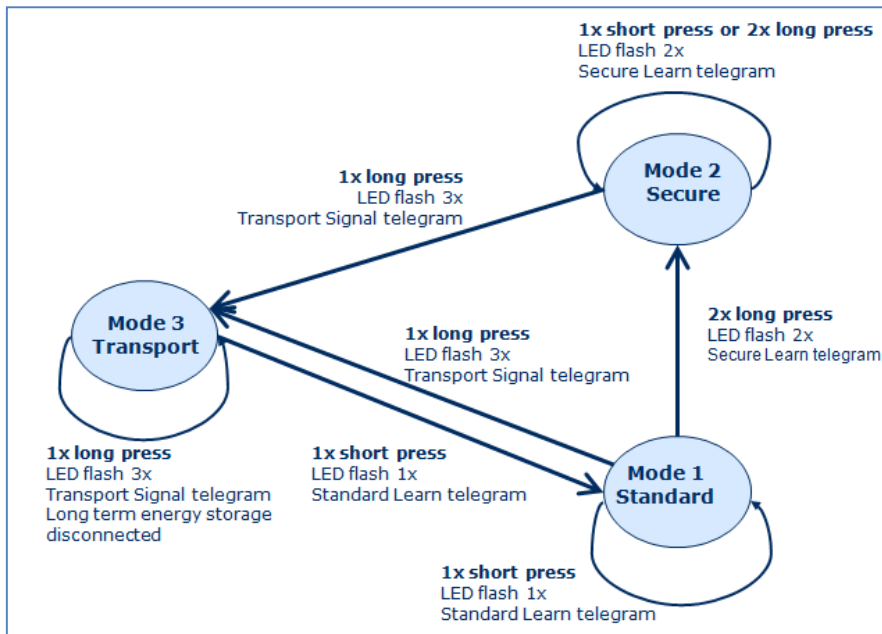 1x short press or 2x long press
LED flash 2x
Secure Learn telegram
Mode 2
Secure
1x long press
LED flash 3x
Transport Signal telegram
Mode 3
Transport
2x long press
LED flash 2x
Secure Learn telegram
1x long press
LED flash 3x
Transport Signal telegram
1x long press
LED flash 3x
Transport Signal telegram
Long term energy storage
disconnected
1x short press
LED flash 1x
Standard Learn telegram
Mode 1
Standard
1x short press
LED flash 1x
Standard Learn telegram